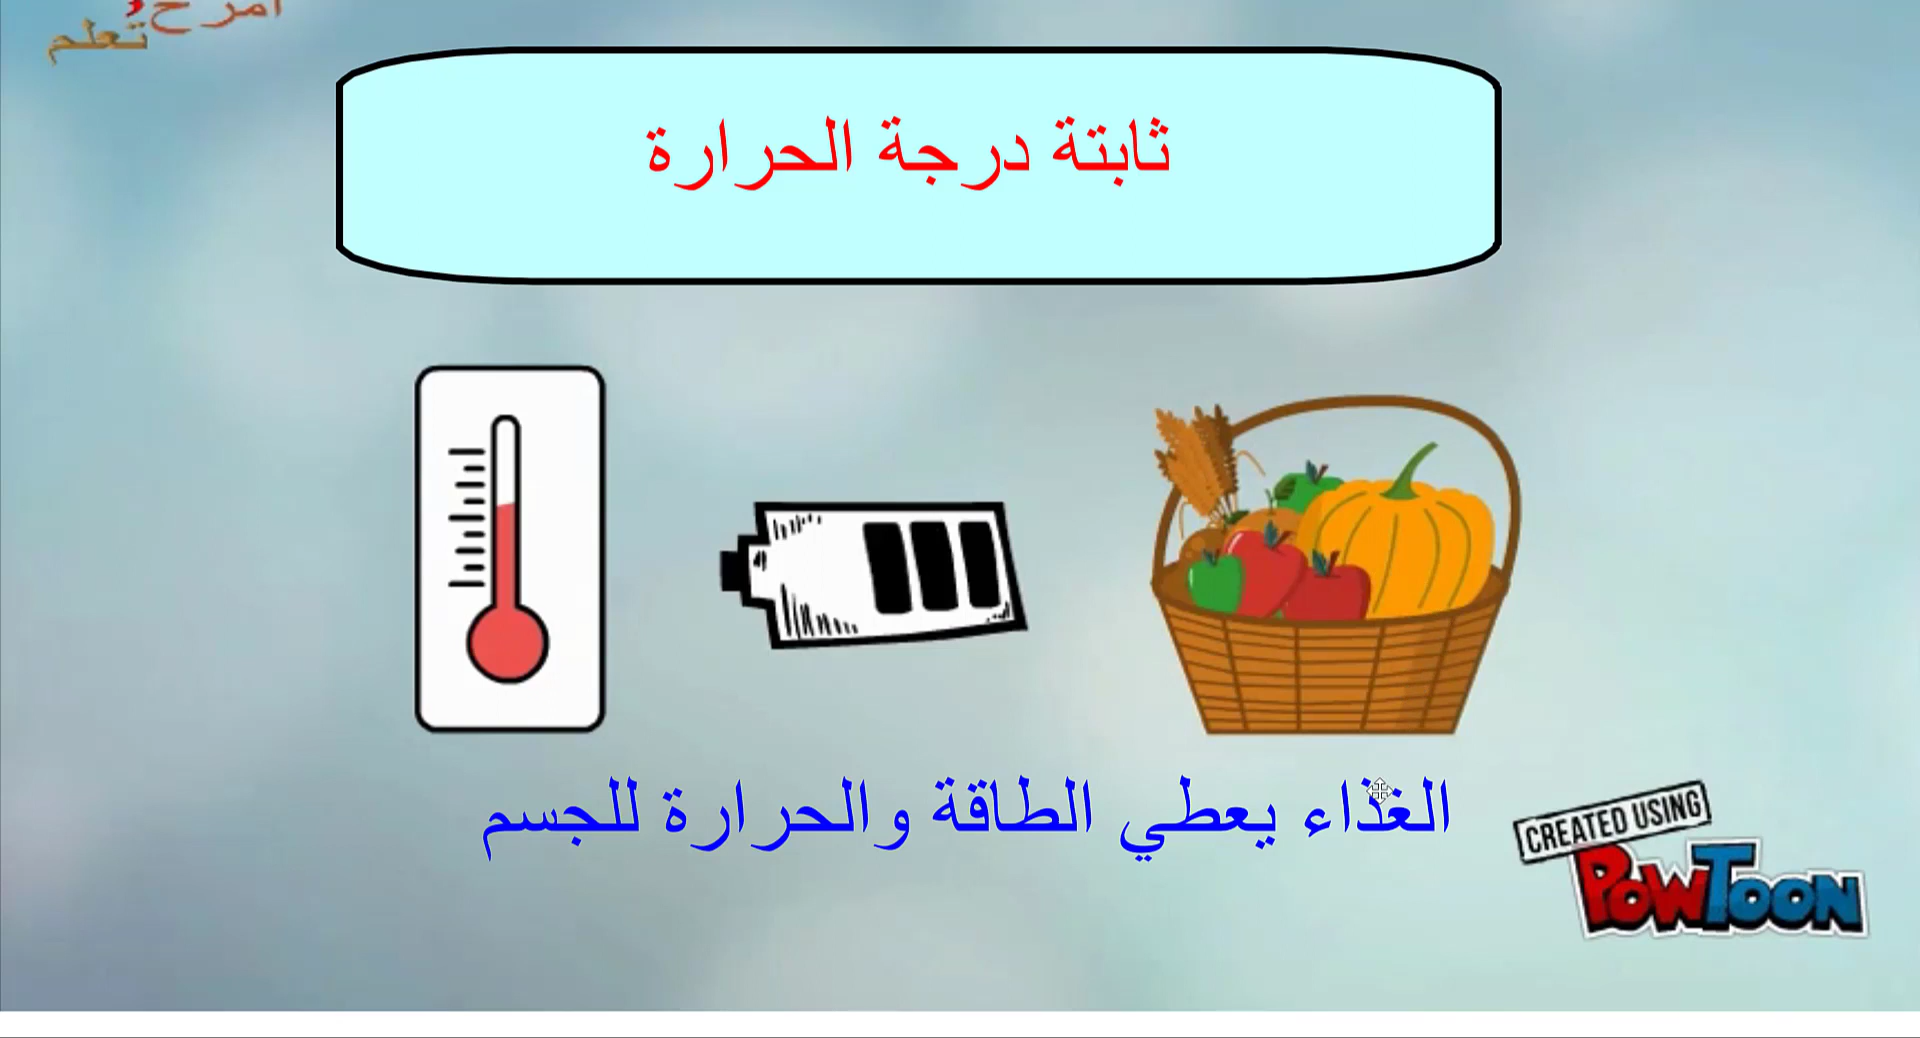 امرح
تعلم
ثابتة درجة الحرارة
الغذاء يعطي الطاقة والحرارة للجسم
CREATED USING
POWTOON